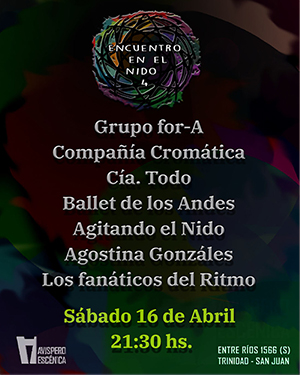 ENCUENTRO
EN EL
NIDO
4
Grupo for-A
Compañía Cromática
Cía. Todo
Ballet de los Andes
Agitando el Nido
Agostina Gonzáles
Los fanáticos del Ritmo
Sábado 16 de Abril
21:30 hs.
AVISPERO
ESCÉNICA
ENTRE RÍOS 1566 (S)
TRINIDAD - SAN JUAN